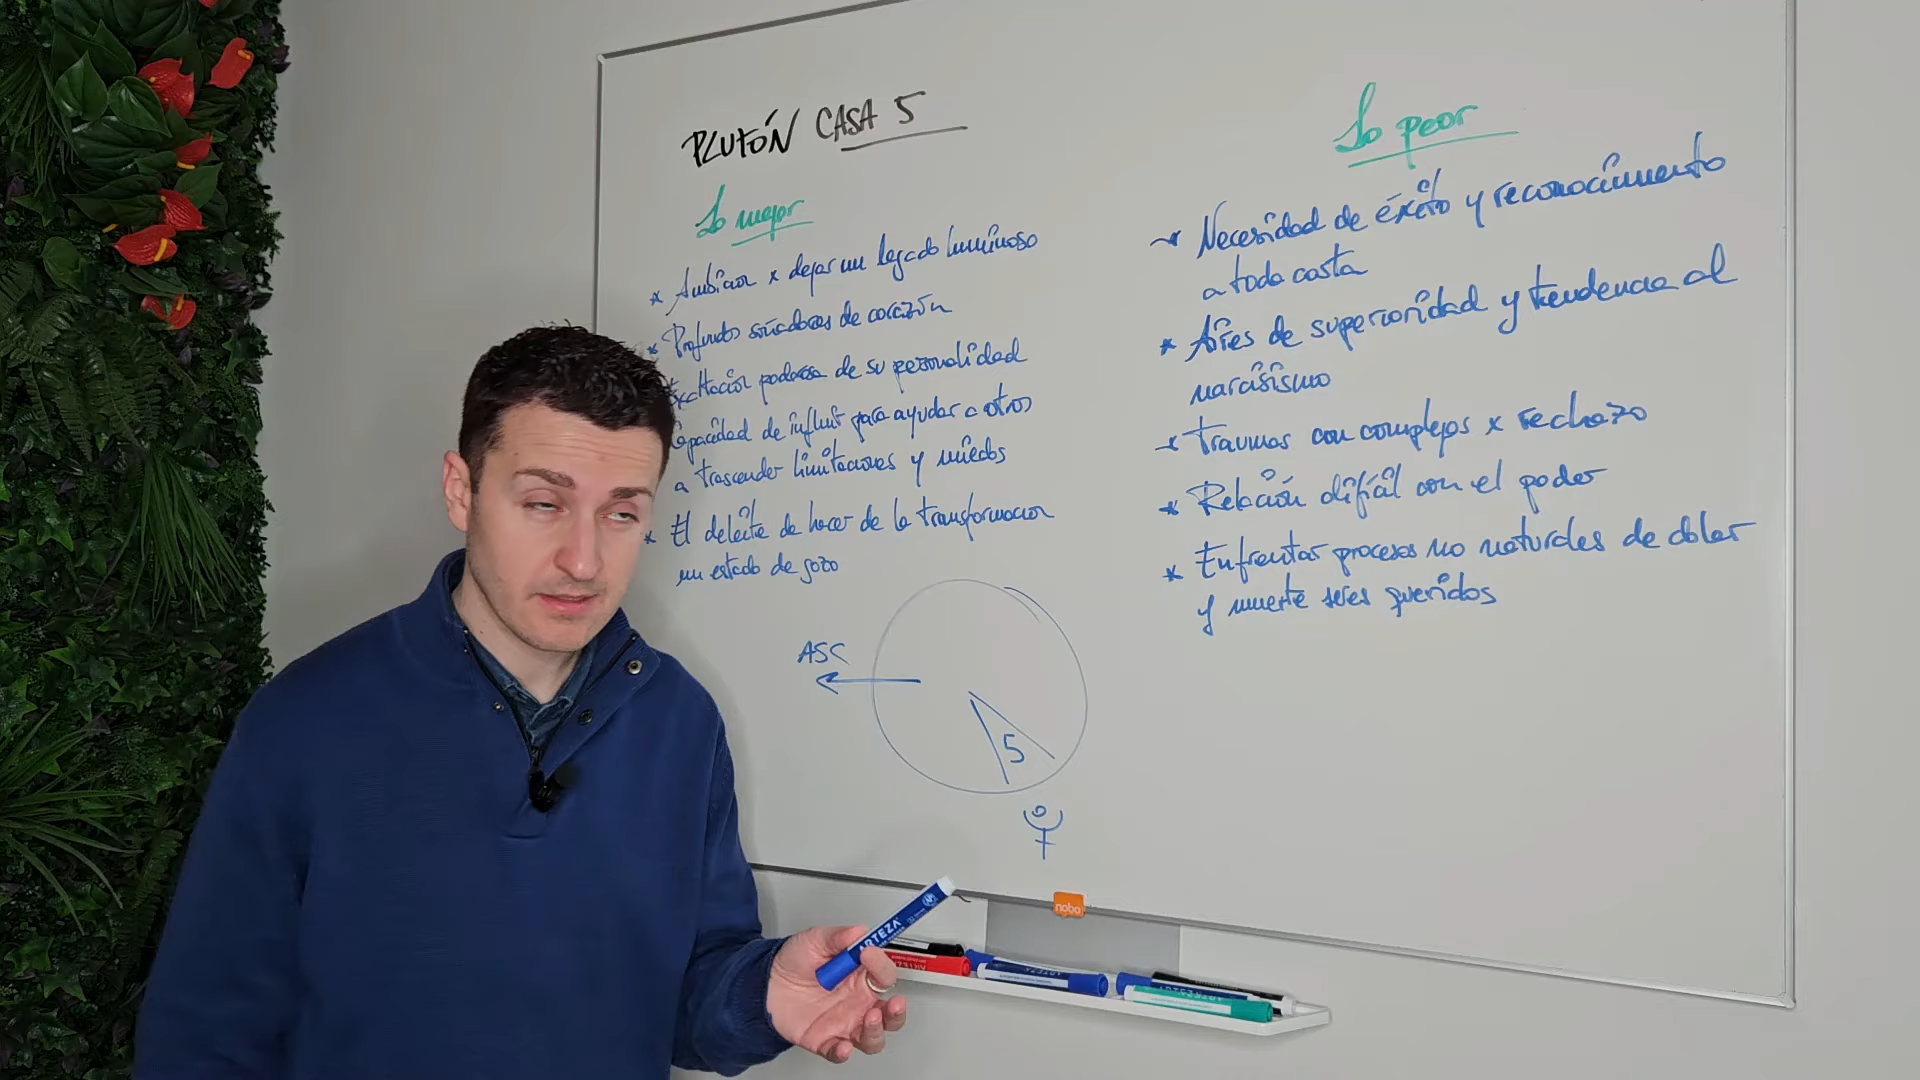 PLUTÓN CASA 5
Lo mejor
* Ambición x dejar un legado luminoso
* Profundos soñadores de corazón
Exaltación poderosa de su personalidad
Capacidad de influir para ayudar a otros
a trascender limitaciones y miedos
* El deleite de hacer de la transformación
un estado de gozo
ASC
5
Lo peor
* Necesidad de éxito y reconocimiento
a toda costa
* Aires de superioridad y tendencia al
narcisismo
* Traumas con complejos x rechazo
* Relación difícil con el poder
* Enfrentar procesos no naturales de dolor
y muerte seres queridos
ARTEZA
nobo